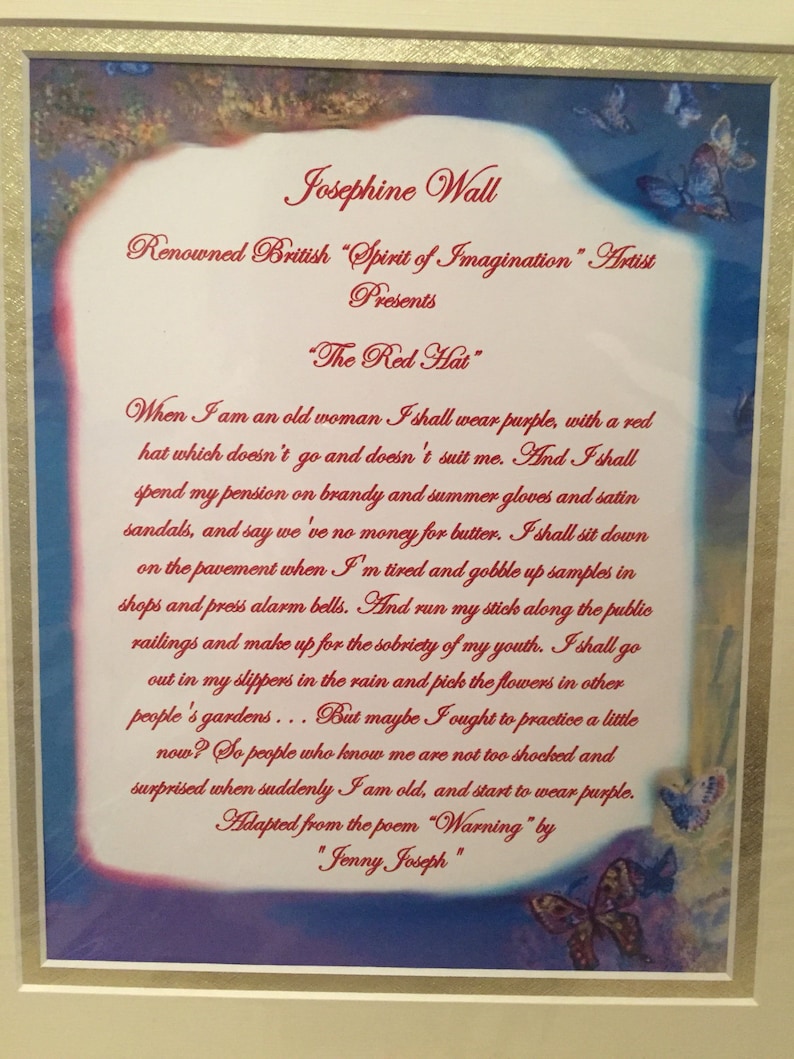 Josephine Wall
Renowned British “Spirit of Imagination” Artist
Presents
“The Red Hat”
When I am an old woman I shall wear purple, with a red
hat which doesn’t go and doesn't suit me. And I shall
spend my pension on brandy and summer gloves and satin
sandals, and say we've no money for butter. I shall sit down
on the pavement when I'm tired and gobble up samples in
shops and press alarm bells. And run my stick along the public
railings and make up for the sobriety of my youth. I shall go
out in my slippers in the rain and pick the flowers in other
people's gardens . . . But maybe I ought to practice a little
now? So people who know me are not too shocked and
surprised when suddenly I am old, and start to wear purple.
Adapted from the poem “Warning” by
"Jenny Joseph "